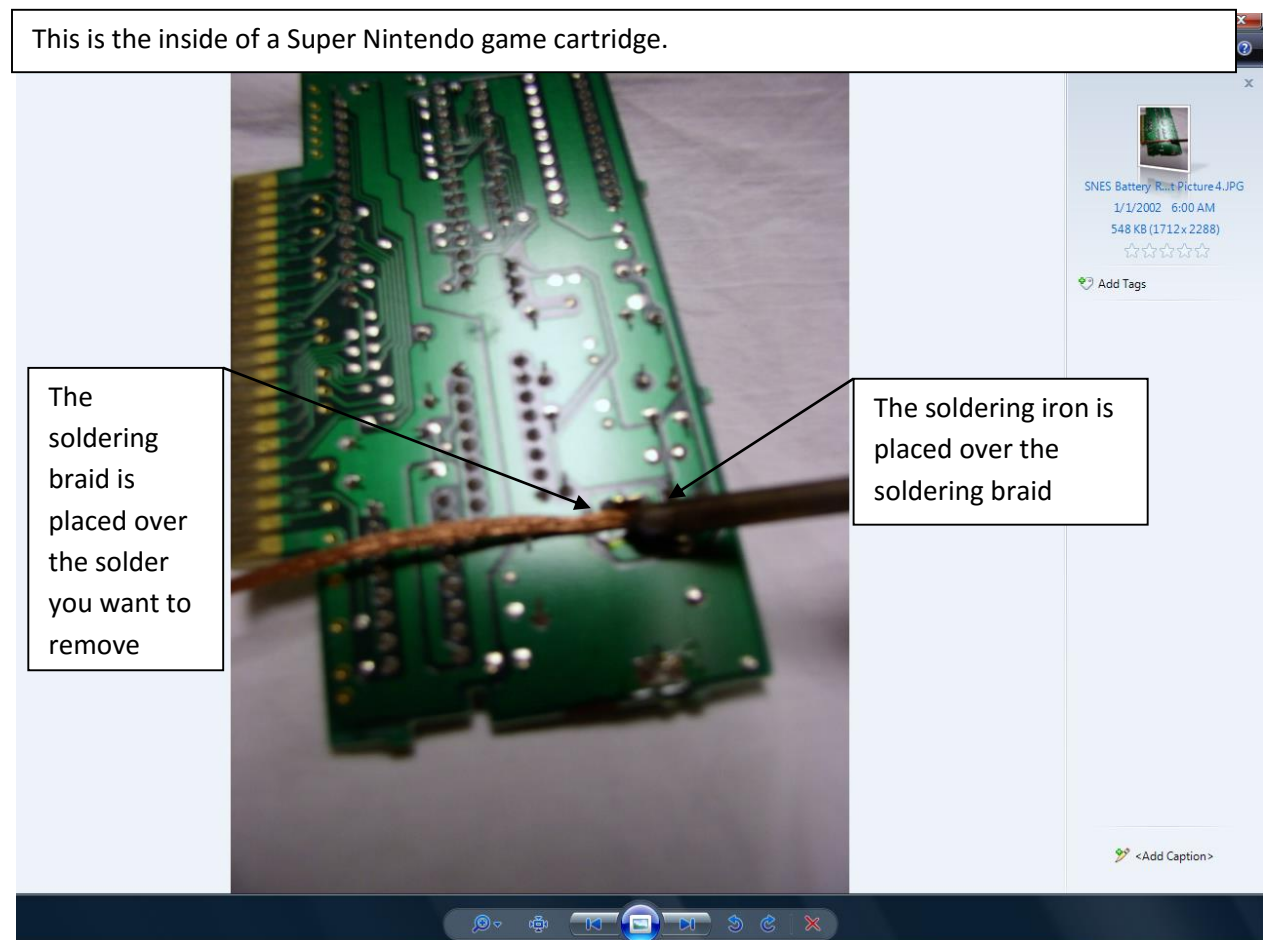 This is the inside of a Super Nintendo game cartridge.
SNES Battery R...t Picture 4.JPG
1/1/2002 6:00 AM
548 KB (1712 x 2288)
Add Tags
The
soldering
braid is
placed over
the solder
you want to
remove
The soldering iron is
placed over the
soldering braid
<Add Caption>